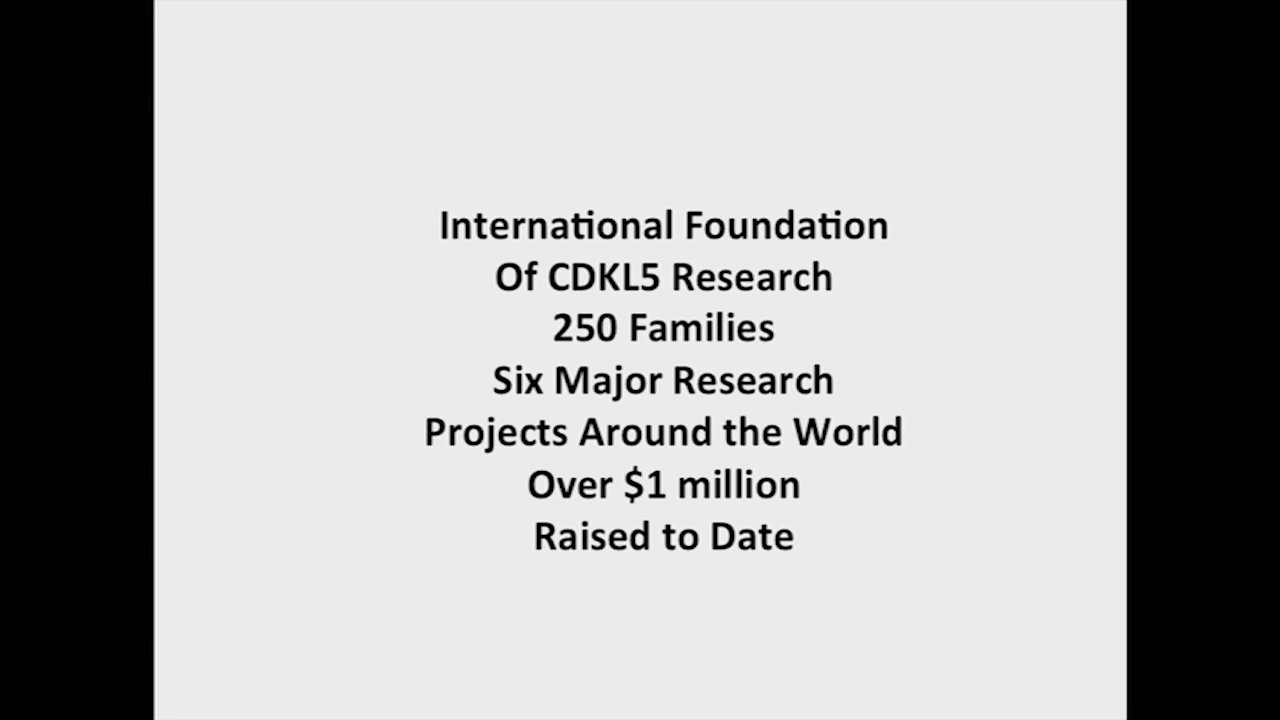 International Foundation
Of CDKL5 Research
250 Families
Six Major Research
Projects Around the World
Over $1 million
Raised to Date